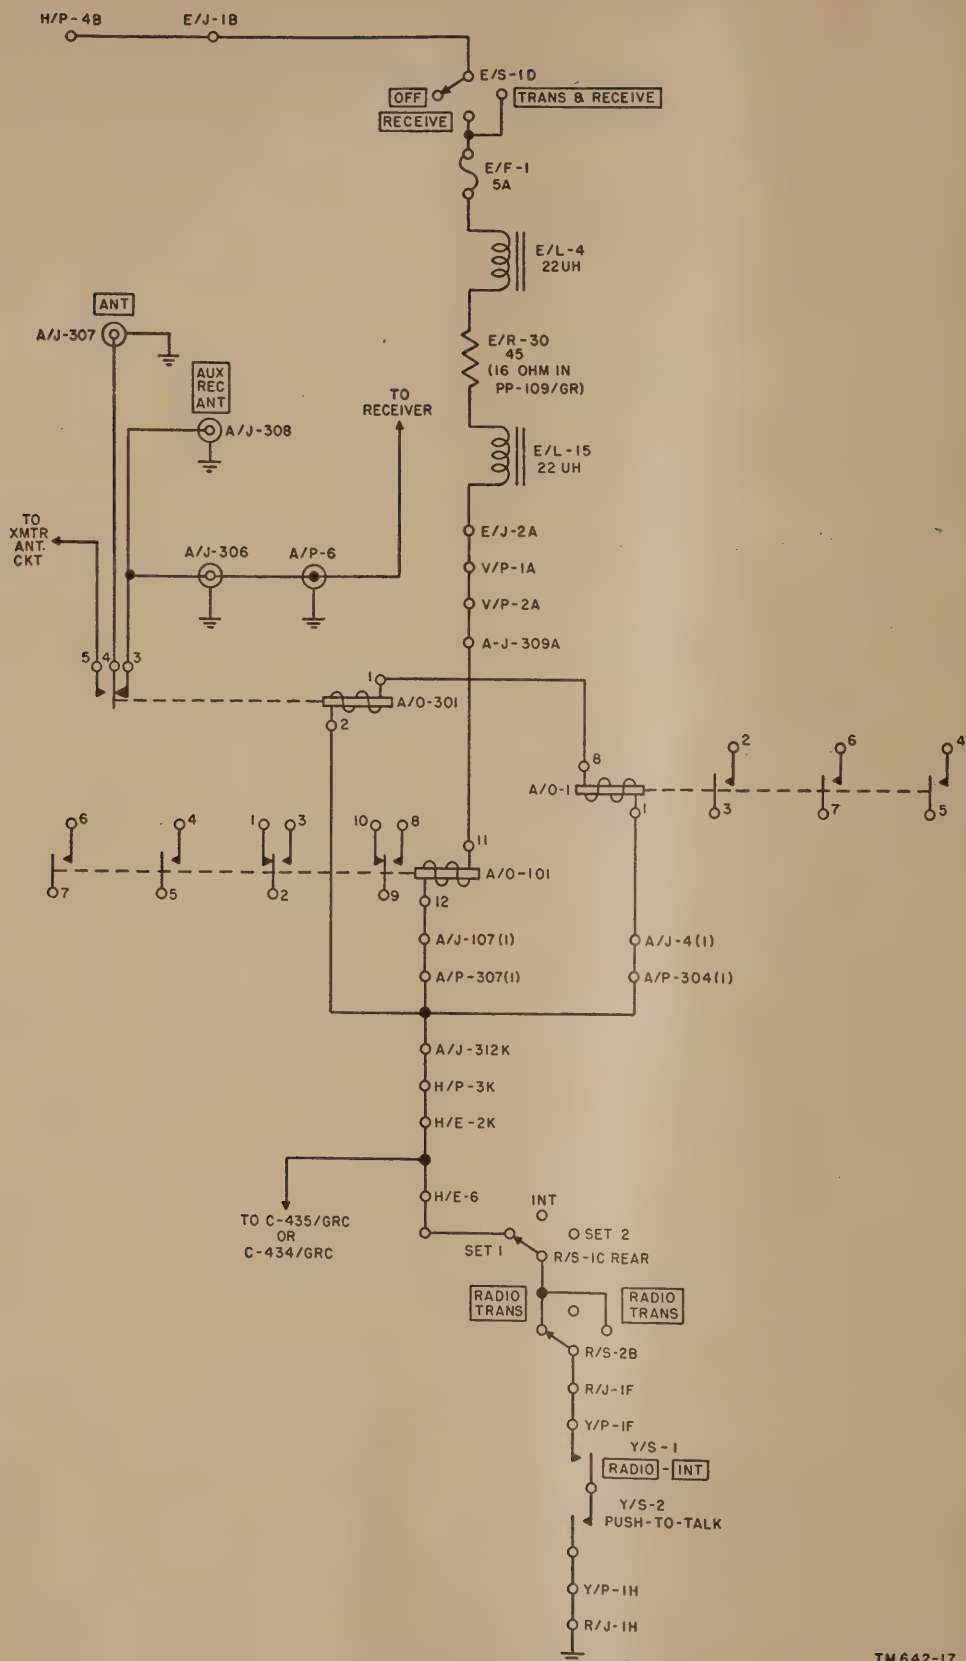 H/P-4B
E/J-1B
E/S-1D
OFF
TRANS & RECEIVE
RECEIVE
E/F-1
5A
E/L-4
22UH
ANT
A/J-307
E/R-30
45
(16 OHM IN
PP-109/GR)
AUX
REC
ANT
A/J-308
TO
RECEIVER
E/L-15
22 UH
TO
XMTR
ANT.
CKT
E/J-2A
A/J-306
A/P-6
V/P-1A
V/P-2A
A-J-309A
5
4
3
1
A/O-301
2
8
2
6
4
A/O-1
3
7
5
1
6
4
1
3
10
8
11
A/O-101
7
5
2
9
12
A/J-107(1)
A/J-4(1)
A/P-307(1)
A/P-304(1)
A/J-312K
H/P-3K
H/E-2K
H/E-6
INT
TO C-435/GRC
OR
C-434/GRC
SET 1
SET 2
R/S-1C REAR
RADIO
TRANS
RADIO
TRANS
R/S-2B
R/J-1F
Y/P-1F
Y/S-1
RADIO - INT
Y/S-2
PUSH-TO-TALK
Y/P-1H
R/J-1H
TM642-17